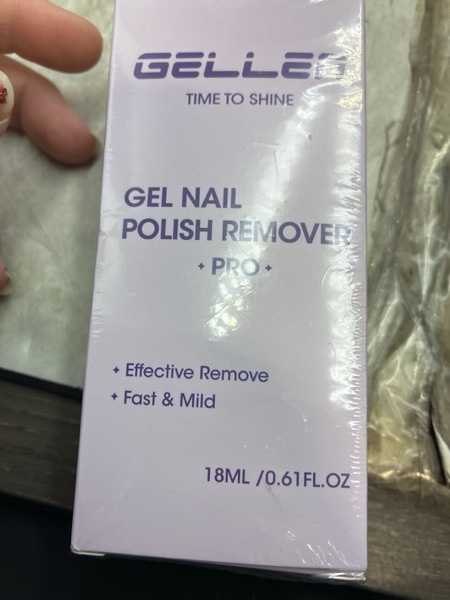 GELLEN
TIME TO SHINE
GEL NAIL
POLISH REMOVER
PRO
Effective Remove
Fast & Mild
18ML /0.61FL.OZ